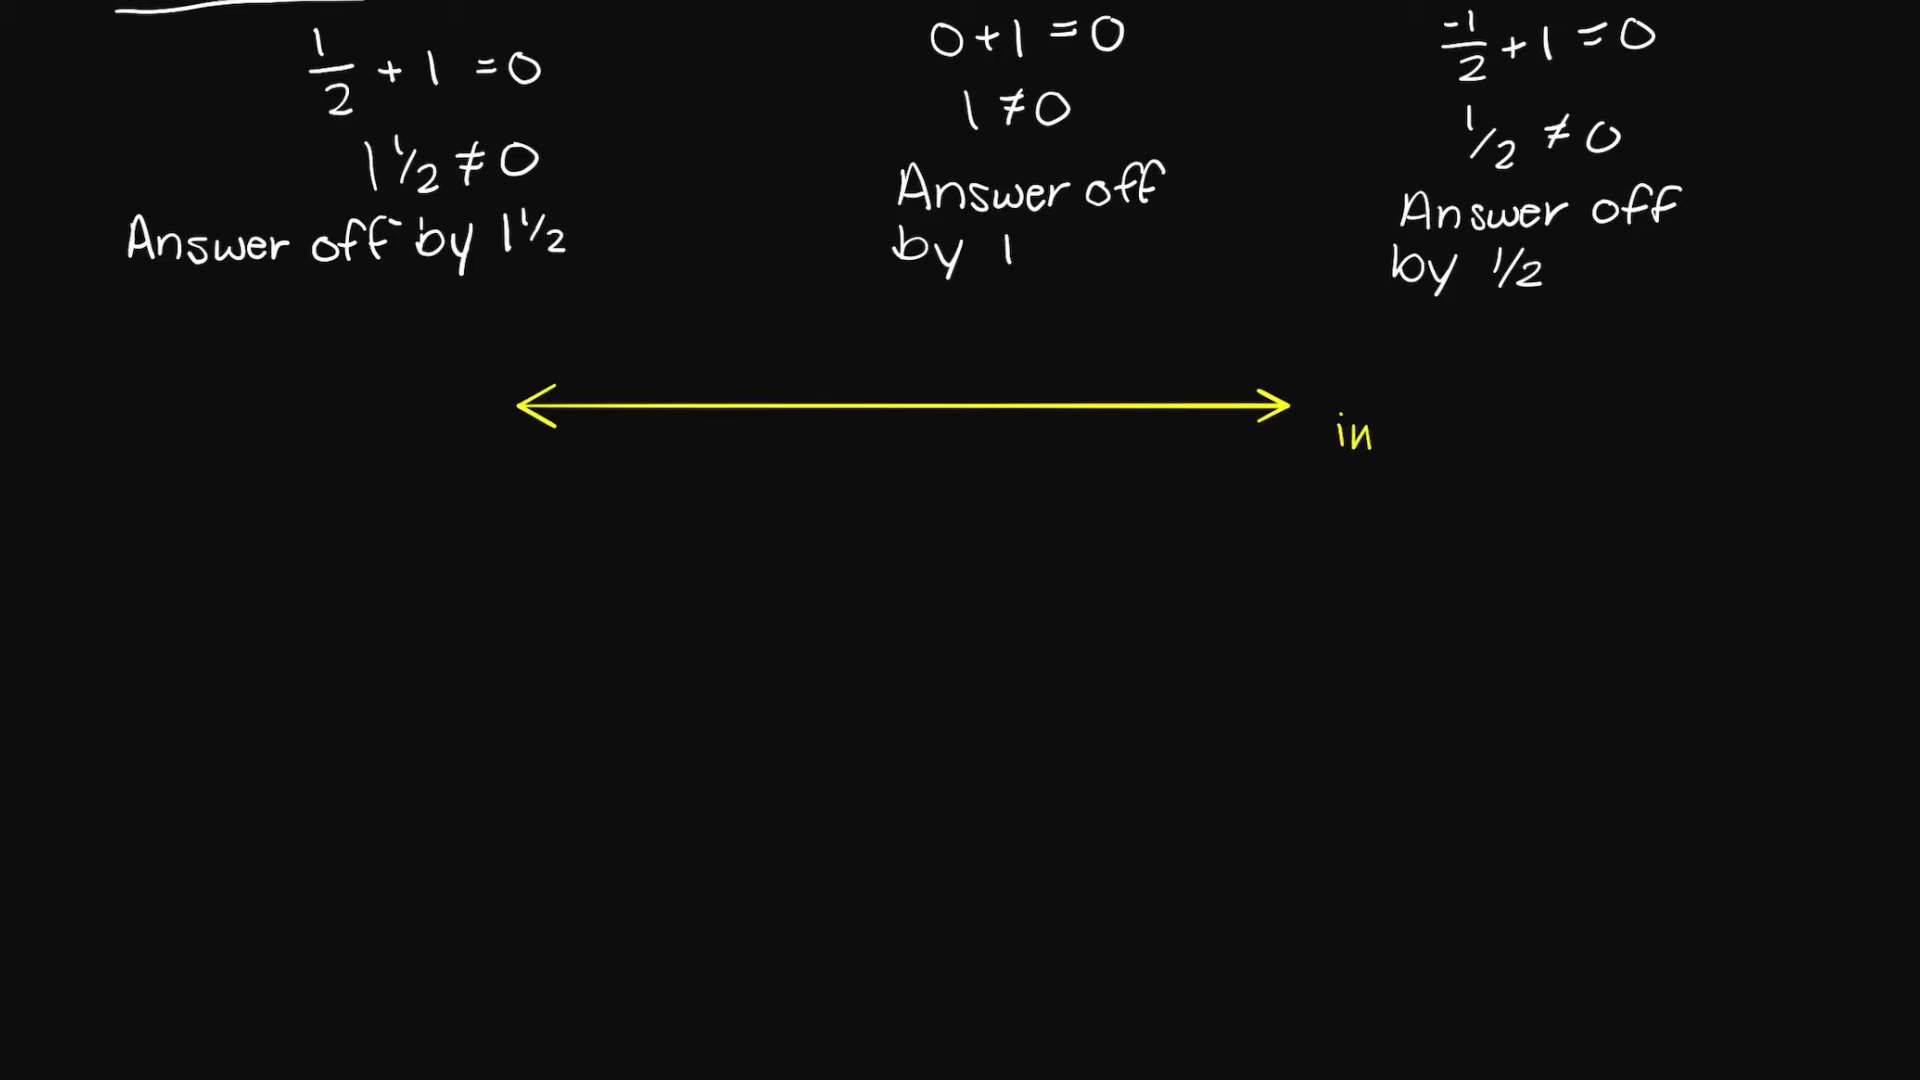 1/2 + 1 = 0
1 1/2 ≠ 0
Answer off by 1 1/2
0 + 1 = 0
1 ≠ 0
Answer off
by 1
-1/2 + 1 = 0
1/2 ≠ 0
Answer off
by 1/2
in